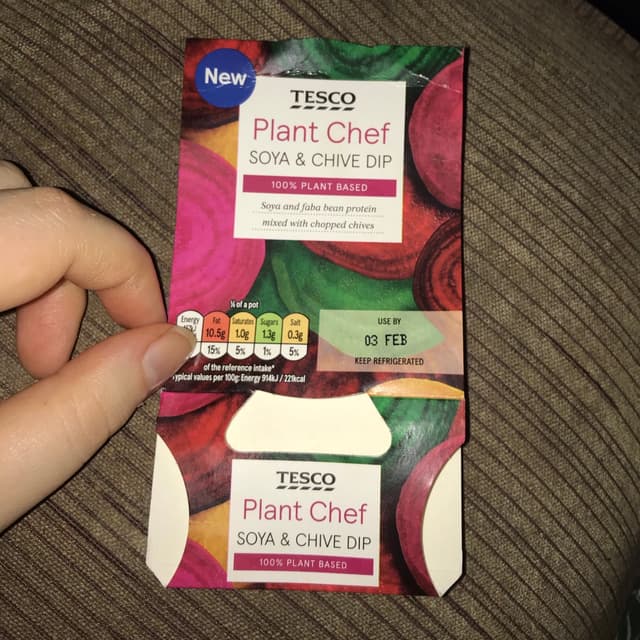 New
TESCO
Plant Chef
SOYA & CHIVE DIP
100% PLANT BASED
Soya and faba bean protein
mixed with chopped chives
¼ of a pot
Energy Fat Saturates Sugars Salt
10.5g 1.0g 1.3g 0.3g
15% 5% 1% 5%
of the reference intake*
Typical values per 100g: Energy 914kJ / 221kcal
USE BY
03 FEB
KEEP REFRIGERATED
TESCO
Plant Chef
SOYA & CHIVE DIP
100% PLANT BASED